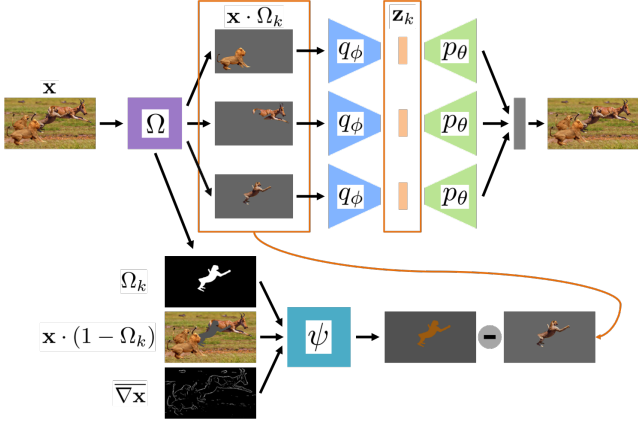 x · Ω_k
z_k
x
Ω
q_ϕ
p_θ
q_ϕ
p_θ
q_ϕ
p_θ
Ω_k
x · (1 − Ω_k)
ψ
-
∇x